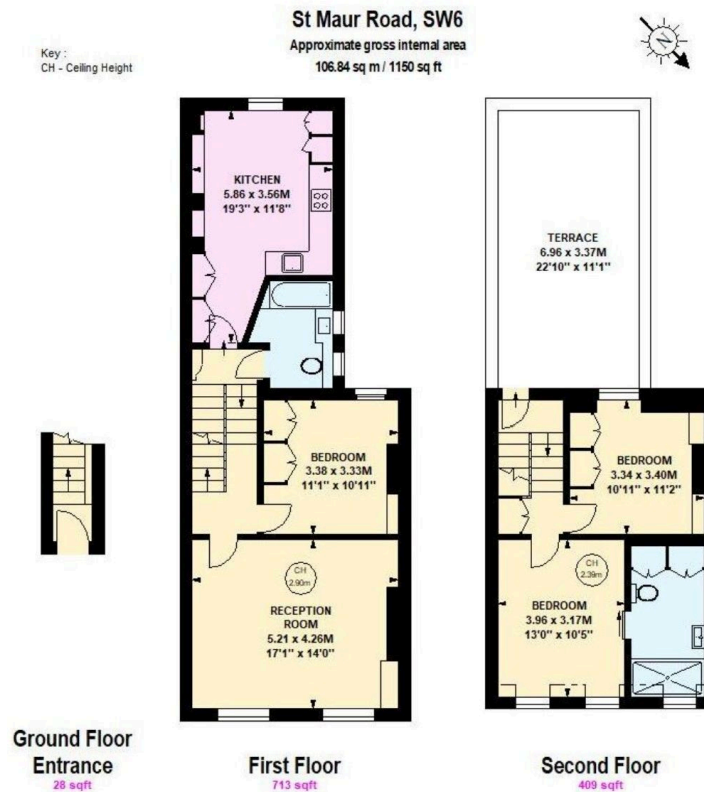 St Maur Road, SW6
Approximate gross internal area
106.84 sq m / 1150 sq ft
Key :
CH - Ceiling Height
N
KITCHEN
5.86 x 3.56M
19'3" x 11'8"
TERRACE
6.96 x 3.37M
22'10" x 11'1"
BEDROOM
3.38 x 3.33M
11'1" x 10'11"
BEDROOM
3.34 x 3.40M
10'11" x 11'2"
CH
2.90m
RECEPTION
ROOM
5.21 x 4.26M
17'1" x 14'0"
CH
2.39m
BEDROOM
3.96 x 3.17M
13'0" x 10'5"
Ground Floor
Entrance
28 sqft
First Floor
713 sqft
Second Floor
409 sqft